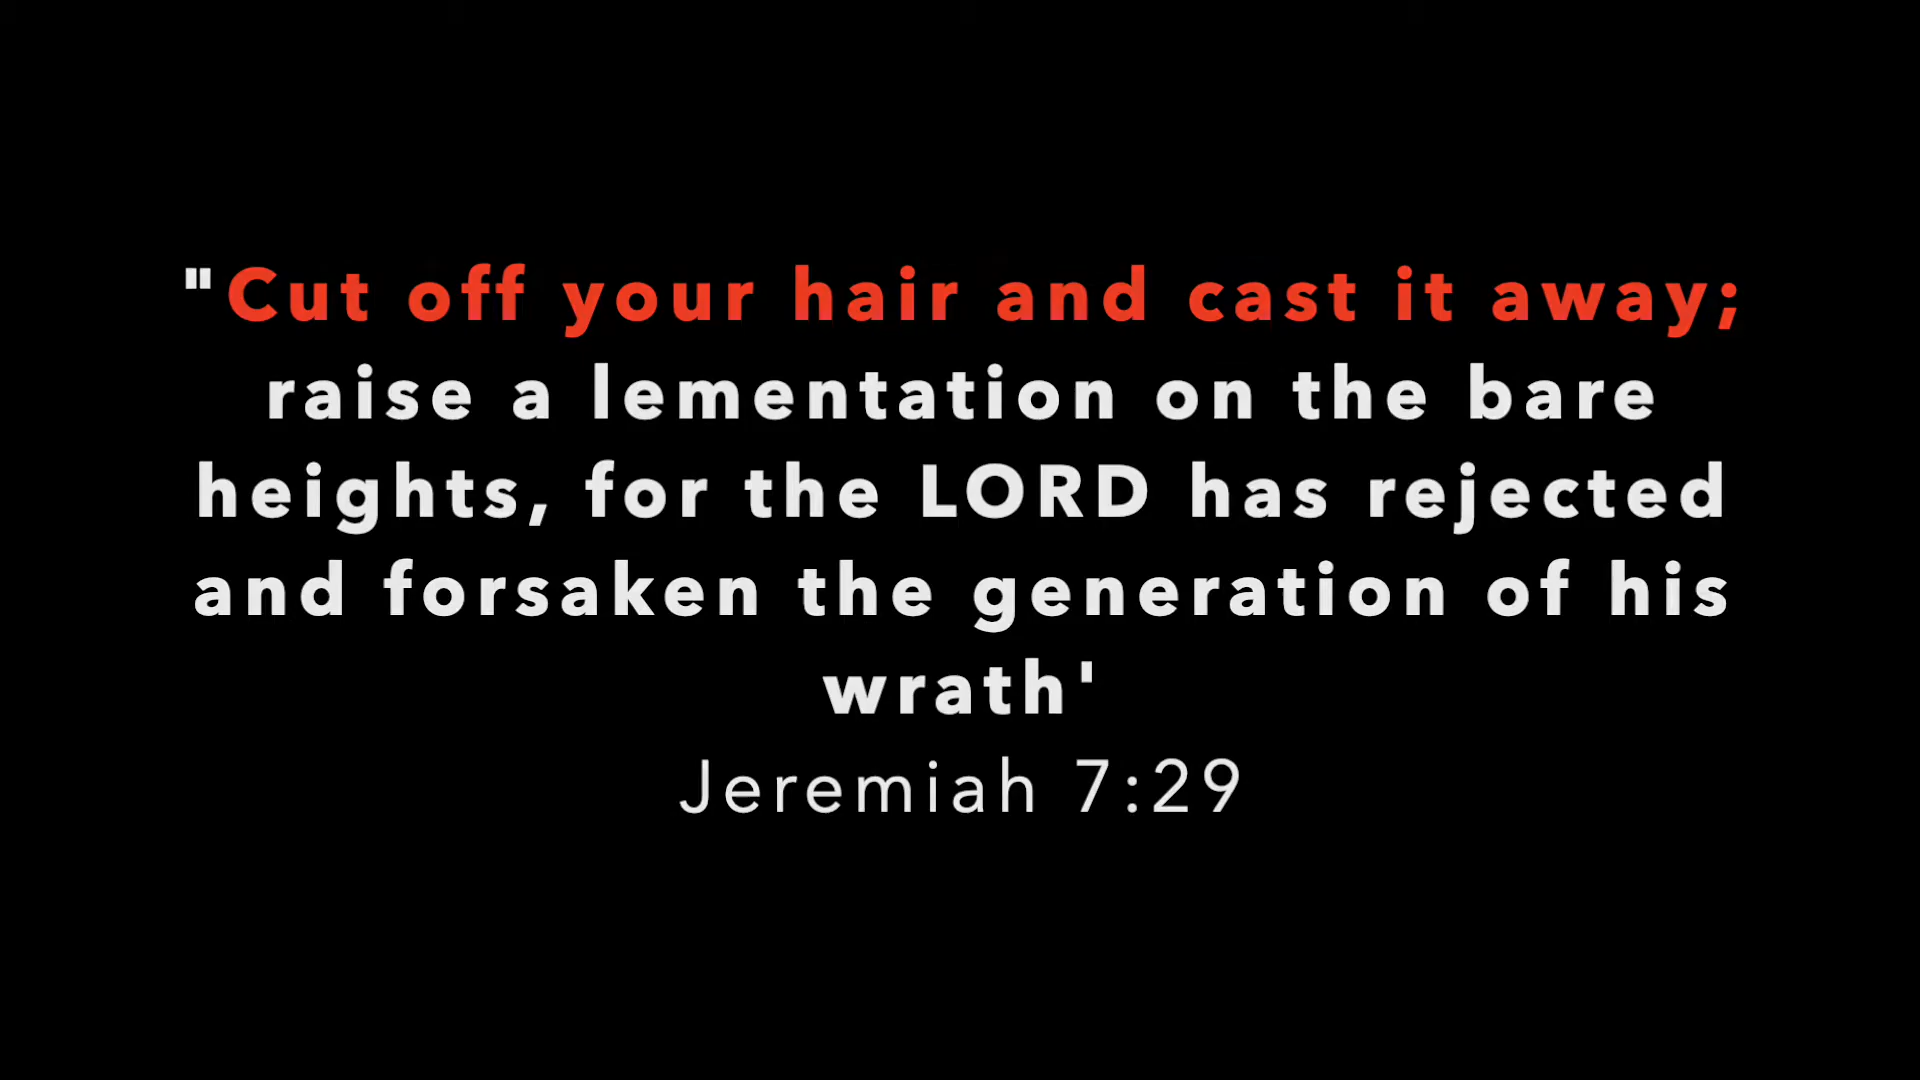 "Cut off your hair and cast it away;
raise a lementation on the bare
heights, for the LORD has rejected
and forsaken the generation of his
wrath'
Jeremiah 7:29